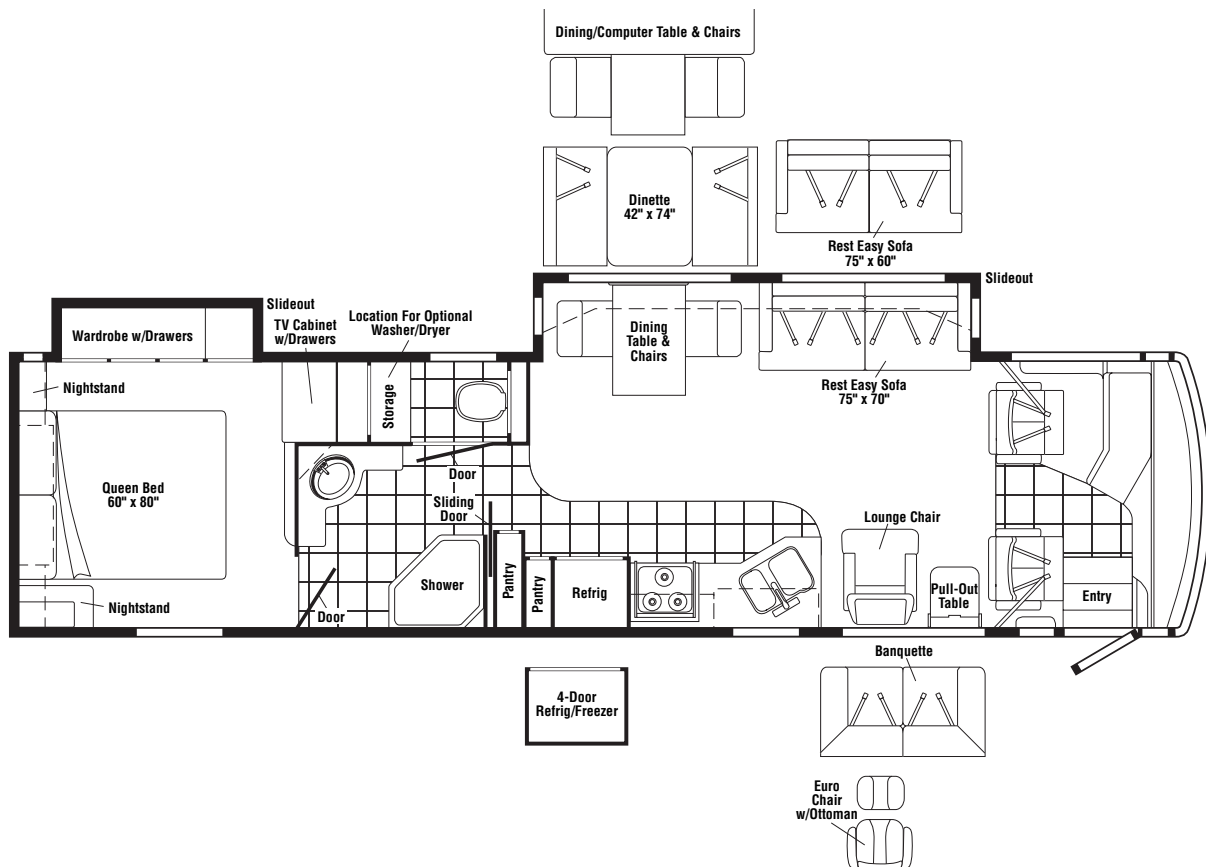 Dining/Computer Table & Chairs
Dinette
42" x 74"
Rest Easy Sofa
75" x 60"
Slideout
Slideout
Wardrobe w/Drawers
TV Cabinet
w/Drawers
Location For Optional
Washer/Dryer
Dining
Table &
Chairs
Rest Easy Sofa
75" x 70"
Nightstand
Storage
Queen Bed
60" x 80"
Door
Sliding
Door
Lounge Chair
Shower
Pantry
Pantry
Refrig
Pull-Out
Table
Entry
Nightstand
Door
Banquette
4-Door
Refrig/Freezer
Euro
Chair
w/Ottoman